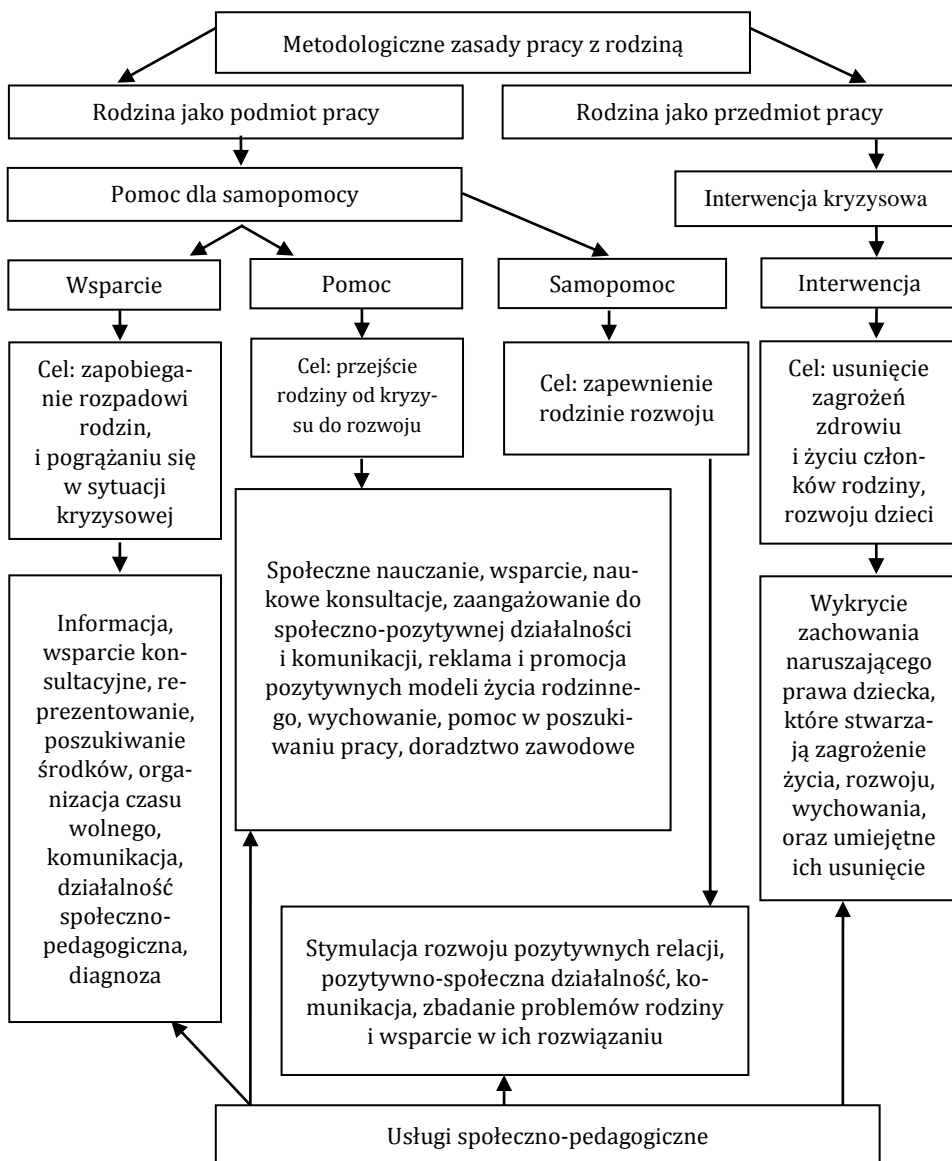 Metodologiczne zasady pracy z rodziną
Rodzina jako podmiot pracy
Rodzina jako przedmiot pracy
Pomoc dla samopomocy
Interwencja kryzysowa
Wsparcie
Pomoc
Samopomoc
Interwencja
Cel: zapobiega-
nie rozpadowi
rodzin,
i pogrążaniu się
w sytuacji
kryzysowej
Cel: przejście
rodziny od kryzy-
su do rozwoju
Cel: zapewnienie
rodzinie rozwoju
Cel: usunięcie
zagrożeń
zdrowiu
i życiu człon-
ków rodziny,
rozwoju dzieci
Informacja,
wsparcie kon-
sultacyjne, re-
prezentowanie,
poszukiwanie
środków, orga-
nizacja czasu
wolnego,
komunikacja,
działalność
społeczno-
pedagogiczna,
diagnoza
Społeczne nauczanie, wsparcie, nau-
kowe konsultacje, zaangażowanie do
społeczno-pozytywnej działalności
i komunikacji, reklama i promocja
pozytywnych modeli życia rodzinne-
go, wychowanie, pomoc w poszuki-
waniu pracy, doradztwo zawodowe
Wykrycie
zachowania
naruszającego
prawa dziecka,
które stwarza-
ją zagrożenie
życia, rozwoju,
wychowania,
oraz umiejętne
ich usunięcie
Stymulacja rozwoju pozytywnych relacji,
pozytywno-społeczna działalność, ko-
munikacja, zbadanie problemów rodziny
i wsparcie w ich rozwiązaniu
Usługi społeczno-pedagogiczne